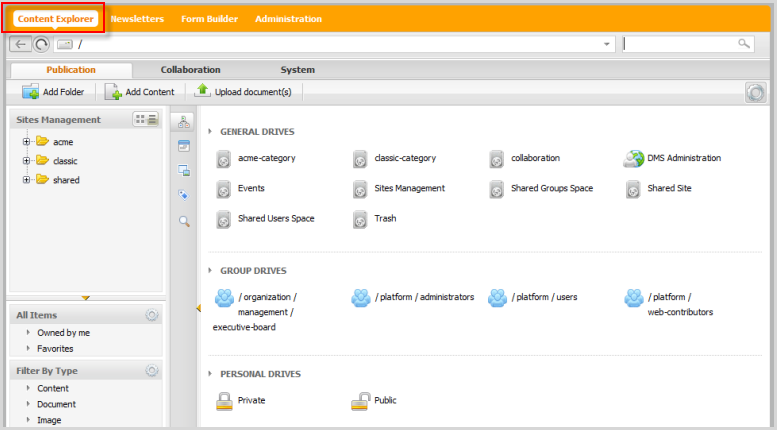 Content Explorer Newsletters Form Builder Administration
/
Publication Collaboration System
Add Folder Add Content Upload document(s)
Sites Management
acme
classic
shared
All Items
Owned by me
Favorites
Filter By Type
Content
Document
Image
GENERAL DRIVES
acme-category classic-category collaboration DMS Administration
Events Sites Management Shared Groups Space Shared Site
Shared Users Space Trash
GROUP DRIVES
/ organization / / platform / administrators / platform / users / platform /
management / web-contributors
executive-board
PERSONAL DRIVES
Private Public